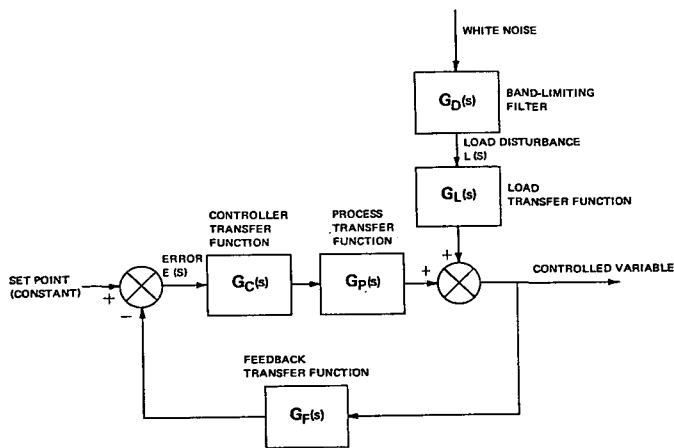 WHITE NOISE
G_D(s)
BAND-LIMITING
FILTER
LOAD DISTURBANCE
L (S)
G_L(s)
LOAD
TRANSFER FUNCTION
CONTROLLER
TRANSFER
FUNCTION
PROCESS
TRANSFER
FUNCTION
SET POINT
(CONSTANT)
+
−
ERROR
E (S)
G_C(s)
G_P(s)
+
+
CONTROLLED VARIABLE
FEEDBACK
TRANSFER FUNCTION
G_F(s)